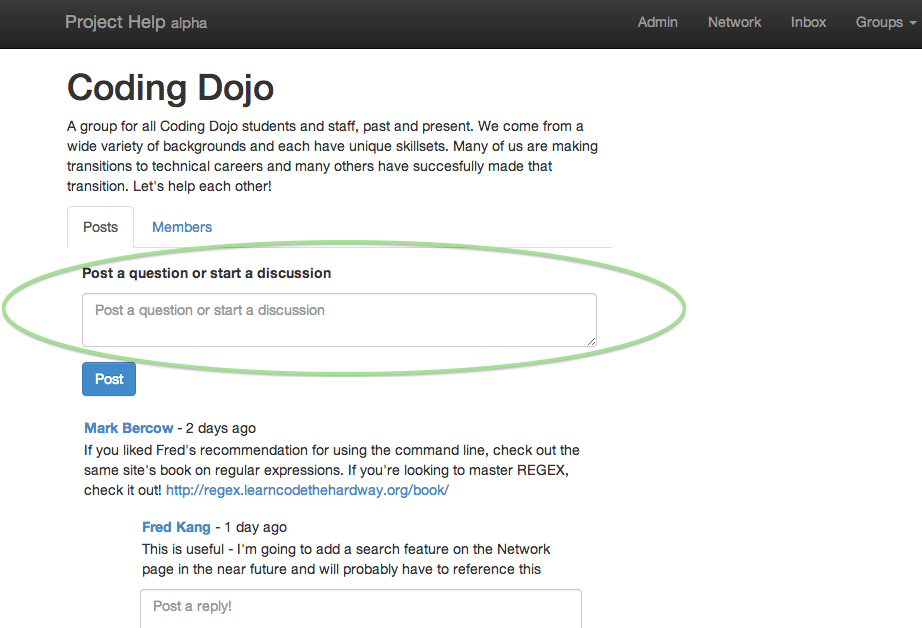 Project Help alpha
Admin Network Inbox Groups
Coding Dojo
A group for all Coding Dojo students and staff, past and present. We come from a
wide variety of backgrounds and each have unique skillsets. Many of us are making
transitions to technical careers and many others have succesfully made that
transition. Let's help each other!
Posts Members
Post a question or start a discussion
Post a question or start a discussion
Post
Mark Bercow - 2 days ago
If you liked Fred's recommendation for using the command line, check out the
same site's book on regular expressions. If you're looking to master REGEX,
check it out! http://regex.learncodethehardway.org/book/
Fred Kang - 1 day ago
This is useful - I'm going to add a search feature on the Network
page in the near future and will probably have to reference this
Post a reply!